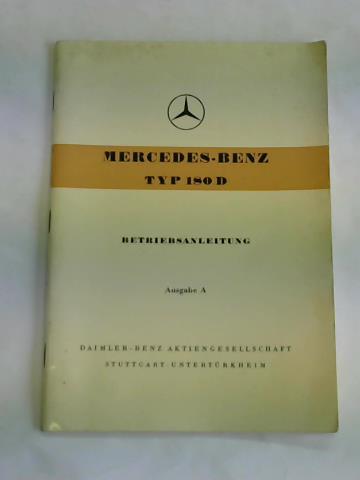 MERCEDES-BENZ
TYP 180 D
BETRIEBSANLEITUNG
Ausgabe A
DAIMLER-BENZ AKTIENGESELLSCHAFT
STUTTGART UNTERTÜRKHEIM